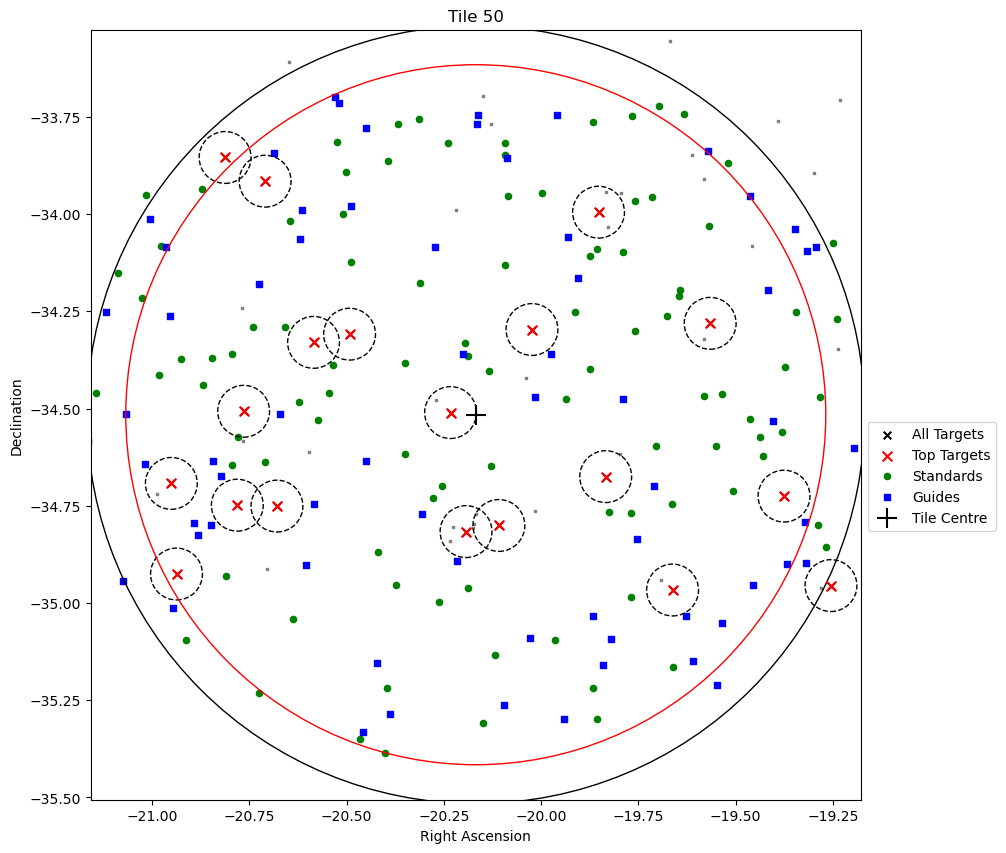 Tile 50
Declination
−33.75
−34.00
−34.25
−34.50
−34.75
−35.00
−35.25
−35.50
−21.00
−20.75
−20.50
−20.25
−20.00
−19.75
−19.50
−19.25
Right Ascension
All Targets
Top Targets
Standards
Guides
Tile Centre